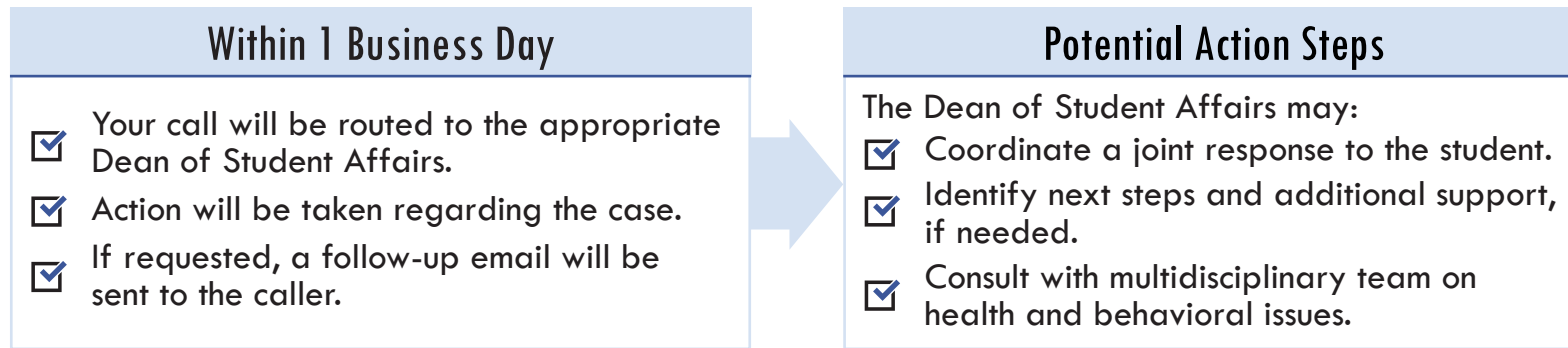 Within 1 Business Day
Your call will be routed to the appropriate
Dean of Student Affairs.
Action will be taken regarding the case.
If requested, a follow-up email will be
sent to the caller.
Potential Action Steps
The Dean of Student Affairs may:
Coordinate a joint response to the student.
Identify next steps and additional support,
if needed.
Consult with multidisciplinary team on
health and behavioral issues.